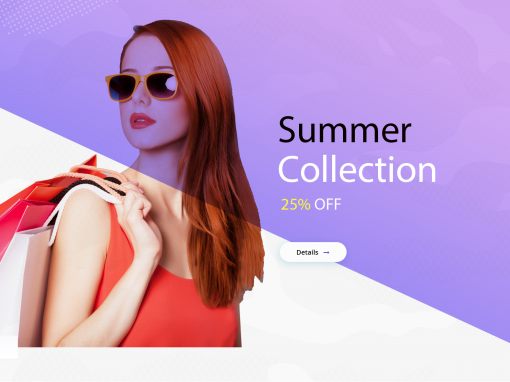 Summer
Collection
25% OFF
Details →